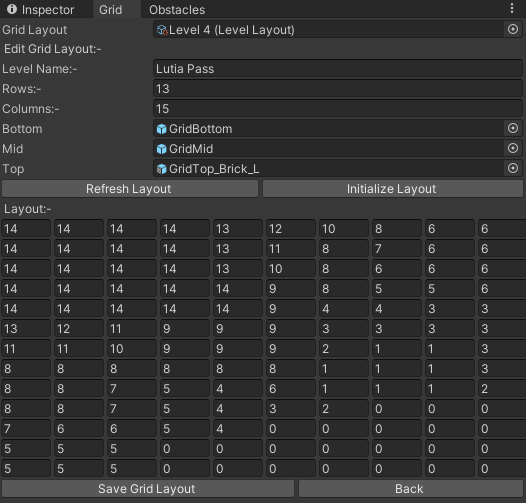 Inspector Grid Obstacles
Grid Layout Level 4 (Level Layout)
Edit Grid Layout:-
Level Name:- Lutia Pass
Rows:- 13
Columns:- 15
Bottom GridBottom
Mid GridMid
Top GridTop_Brick_L
Refresh Layout Initialize Layout
Layout:-
14 14 14 14 13 12 10 8 6 6
14 14 14 14 13 11 8 7 6 6
14 14 14 14 13 10 8 6 6 6
14 14 14 14 14 9 8 5 5 6
14 14 14 14 14 9 4 4 3 3
13 12 11 9 9 9 3 3 3 3
11 11 10 9 9 9 2 1 1 3
8 8 8 8 8 8 1 1 1 3
8 8 7 5 4 6 1 1 1 2
8 8 7 5 4 3 2 0 0 0
7 6 6 5 4 0 0 0 0 0
5 5 5 0 0 0 0 0 0 0
5 5 5 0 0 0 0 0 0 0
Save Grid Layout Back